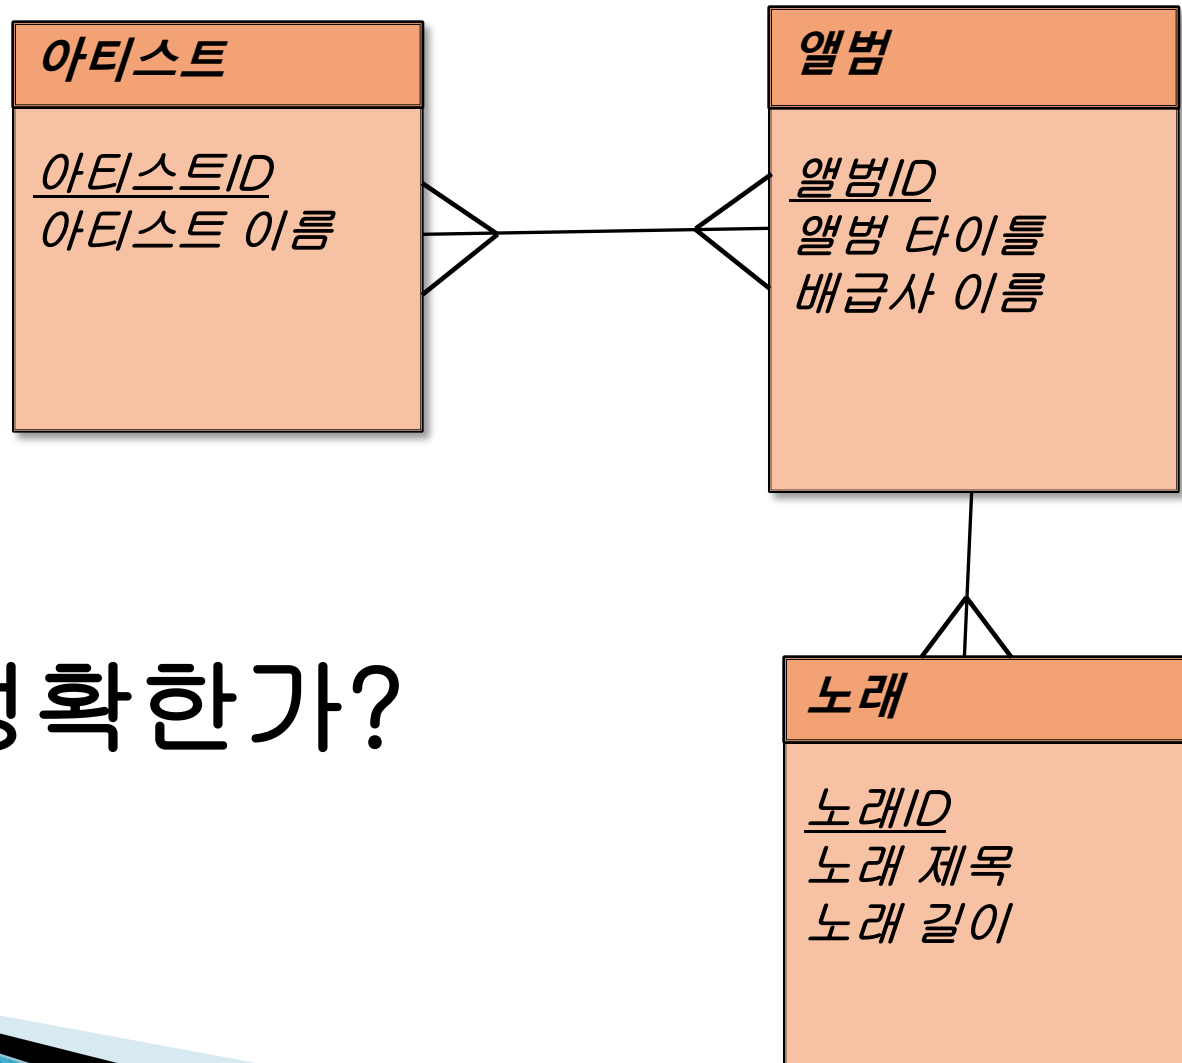 아티스트
아티스트ID
아티스트 이름
앨범
앨범ID
앨범 타이틀
배급사 이름
확한가?
노래
노래ID
노래 제목
노래 길이